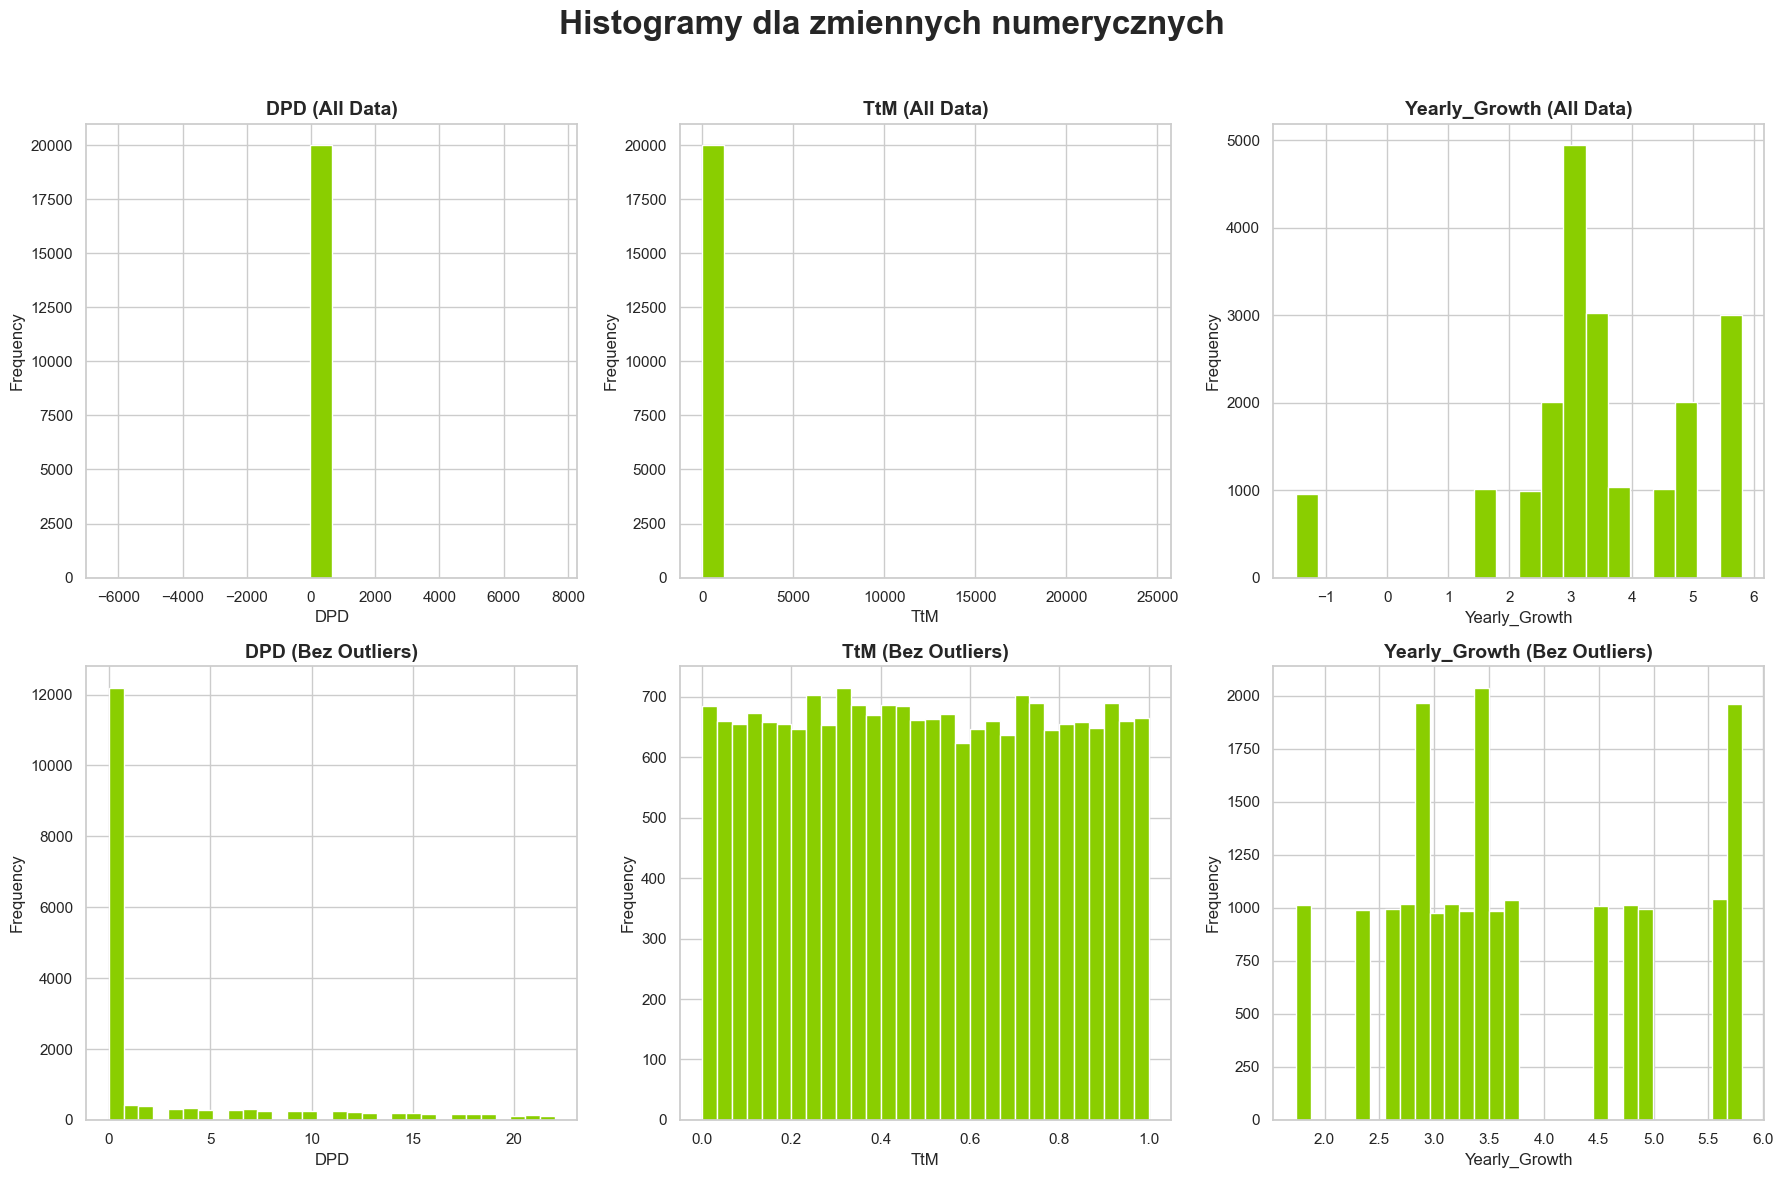 Histogramy dla zmiennych numerycznych
DPD (All Data)
20000
17500
15000
12500
10000
7500
5000
2500
0
Frequency
−6000 −4000 −2000 0 2000 4000 6000 8000
DPD
TtM (All Data)
20000
17500
15000
12500
10000
7500
5000
2500
0
Frequency
0 5000 10000 15000 20000 25000
TtM
Yearly_Growth (All Data)
5000
4000
3000
2000
1000
0
Frequency
−1 0 1 2 3 4 5 6
Yearly_Growth
DPD (Bez Outliers)
12000
10000
8000
6000
4000
2000
0
Frequency
0 5 10 15 20
DPD
TtM (Bez Outliers)
700
600
500
400
300
200
100
0
Frequency
0.0 0.2 0.4 0.6 0.8 1.0
TtM
Yearly_Growth (Bez Outliers)
2000
1750
1500
1250
1000
750
500
250
0
Frequency
2.0 2.5 3.0 3.5 4.0 4.5 5.0 5.5 6.0
Yearly_Growth